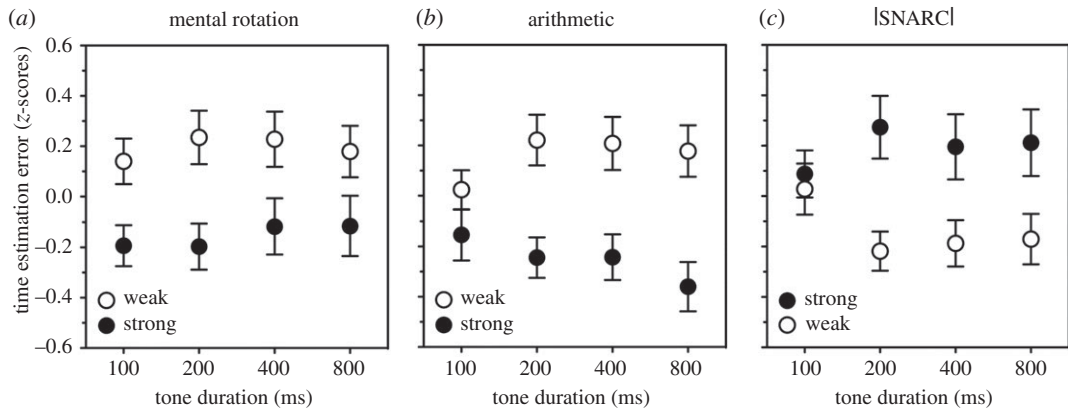 (a) mental rotation
(b) arithmetic
(c) |SNARC|
time estimation error (z-scores)
0.6
0.4
0.2
0.0
–0.2
–0.4
–0.6
weak
strong
100 200 400 800
tone duration (ms)
weak
strong
100 200 400 800
tone duration (ms)
strong
weak
100 200 400 800
tone duration (ms)